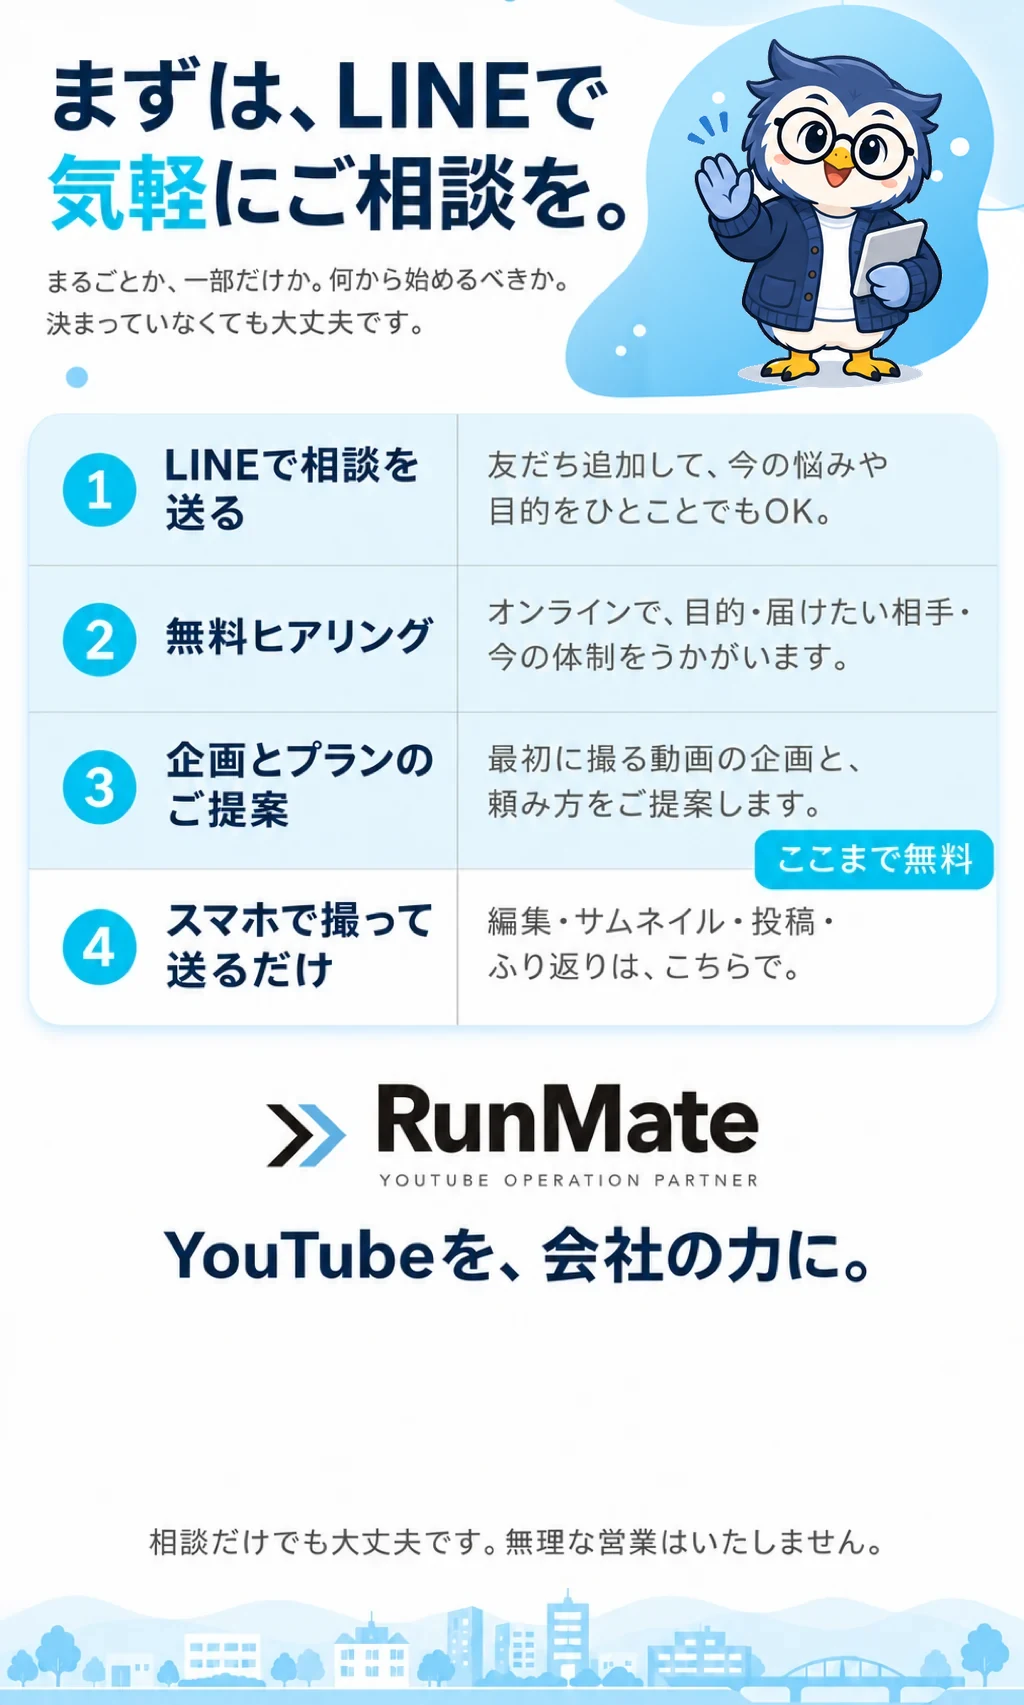 まずは、LINEで
気軽にご相談を。
まるごとか、一部だけか。何から始めるべきか。
決まっていなくても大丈夫です。
1
LINEで相談を
送る
友だち追加して、今の悩みや
目的をひとことでもOK。
2
無料ヒアリング
オンラインで、目的・届けたい相手・
今の体制をうかがいます。
3
企画とプランの
ご提案
最初に撮る動画の企画と、
頼み方をご提案します。
ここまで無料
4
スマホで撮って
送るだけ
編集・サムネイル・投稿・
ふり返りは、こちらで。
RunMate
YOUTUBE OPERATION PARTNER
YouTubeを、会社の力に。
相談だけでも大丈夫です。無理な営業はいたしません。